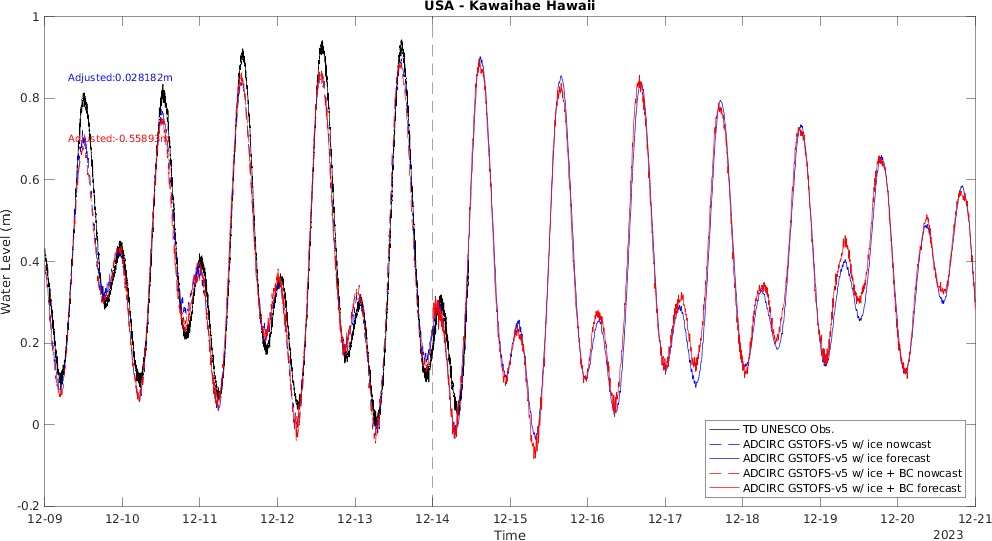 USA - Kawaihae Hawaii
Water Level (m)
1
0.8
0.6
0.4
0.2
0
-0.2
Adjusted:0.028182m
Adjusted:-0.55893m
TD UNESCO Obs.
ADCIRC GSTOFS-v5 w/ ice nowcast
ADCIRC GSTOFS-v5 w/ ice forecast
ADCIRC GSTOFS-v5 w/ ice + BC nowcast
ADCIRC GSTOFS-v5 w/ ice + BC forecast
12-09 12-10 12-11 12-12 12-13 12-14 12-15 12-16 12-17 12-18 12-19 12-20 12-21
Time
2023